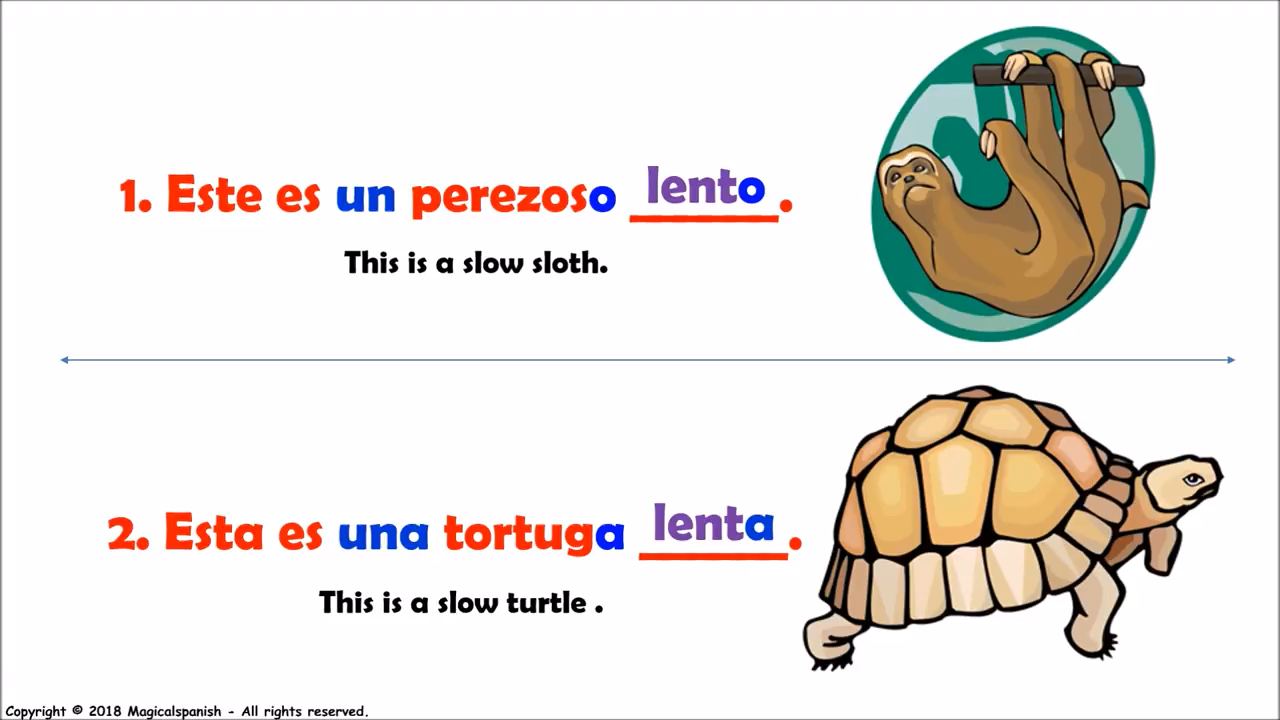 1. Este es un perezoso lento.
This is a slow sloth.
2. Esta es una tortuga lenta.
This is a slow turtle .
Copyright © 2018 Magicalspanish - All rights reserved.